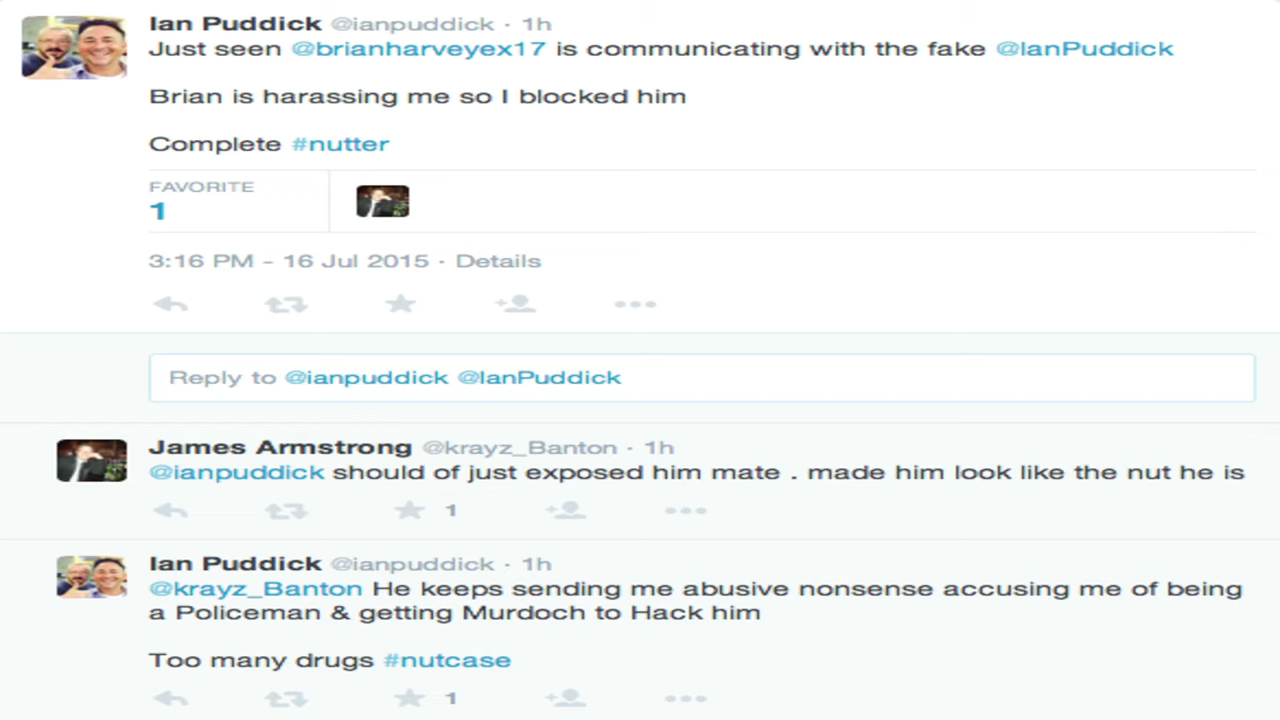 Ian Puddick @ianpuddick · 1h
Just seen @brianharveyex17 is communicating with the fake @IanPuddick
Brian is harassing me so I blocked him
Complete #nutter
FAVORITE
1
3:16 PM - 16 Jul 2015 · Details
Reply to @ianpuddick @IanPuddick
James Armstrong @krayz_Banton · 1h
@ianpuddick should of just exposed him mate . made him look like the nut he is
1
Ian Puddick @ianpuddick · 1h
@krayz_Banton He keeps sending me abusive nonsense accusing me of being
a Policeman & getting Murdoch to Hack him
Too many drugs #nutcase
1